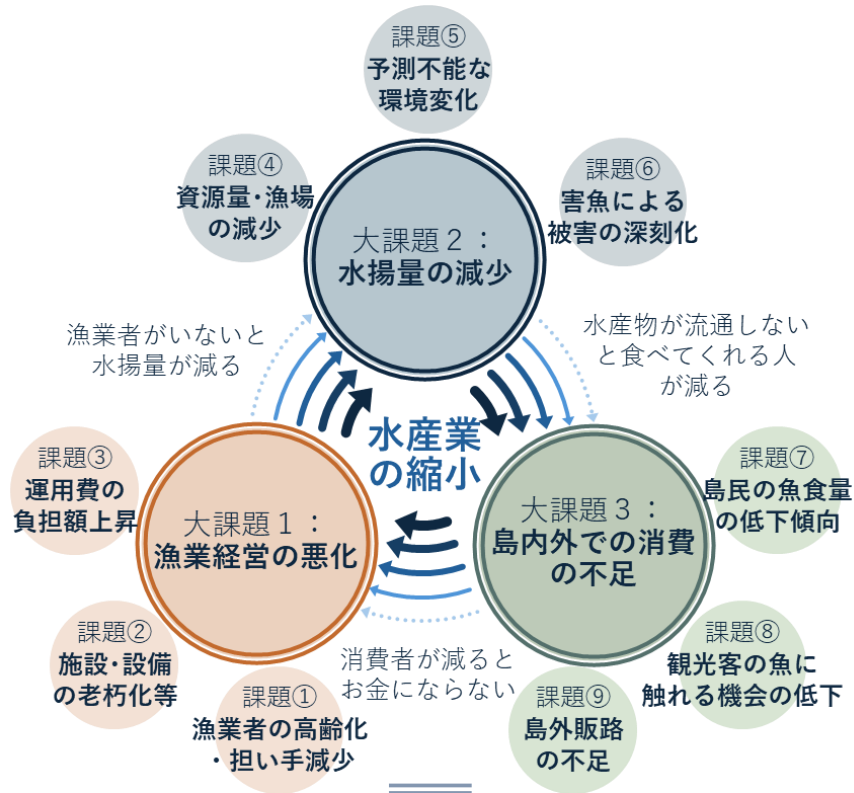 課題⑤
予測不能な
環境変化
課題④
資源量・漁場
の減少
課題⑥
害魚による
被害の深刻化
大課題２：
水揚量の減少
漁業者がいないと
水揚量が減る
水産物が流通しない
と食べてくれる人
が減る
水産業
の縮小
課題③
運用費の
負担額上昇
大課題１：
漁業経営の悪化
大課題３：
島内外での消費
の不足
課題⑦
島民の魚食量
の低下傾向
課題②
施設・設備
の老朽化等
課題①
漁業者の高齢化
・担い手減少
消費者が減ると
お金にならない
課題⑨
島外販路
の不足
課題⑧
観光客の魚に
触れる機会の低下